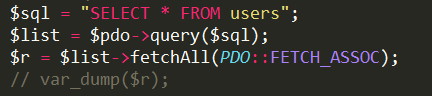 $sql = "SELECT * FROM users";
$list = $pdo->query($sql);
$r = $list->fetchAll(PDO::FETCH_ASSOC);
// var_dump($r);